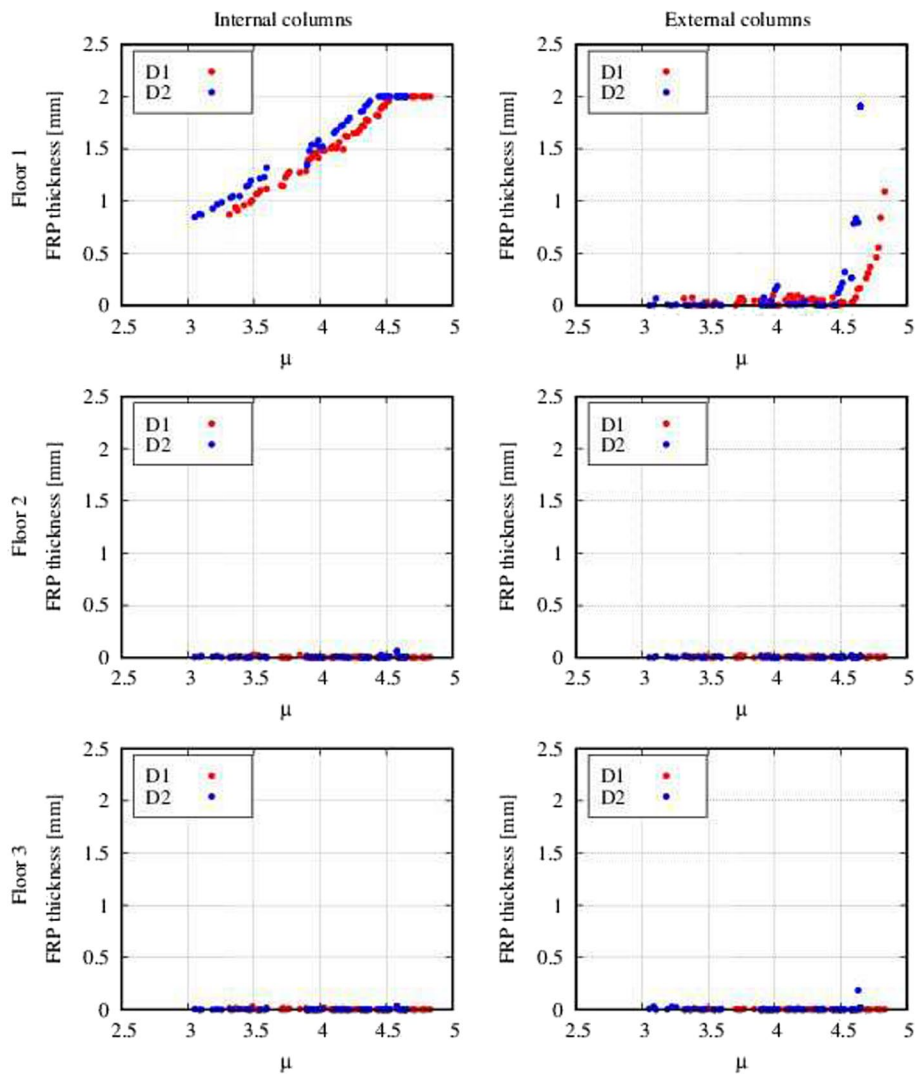 Internal columns
External columns
Floor 1
FRP thickness [mm]
2.5
2
1.5
1
0.5
0
D1
D2
2.5 3 3.5 4 4.5 5
μ
FRP thickness [mm]
2.5
2
1.5
1
0.5
0
D1
D2
2.5 3 3.5 4 4.5 5
μ
Floor 2
FRP thickness [mm]
2.5
2
1.5
1
0.5
0
D1
D2
2.5 3 3.5 4 4.5 5
μ
FRP thickness [mm]
2.5
2
1.5
1
0.5
0
D1
D2
2.5 3 3.5 4 4.5 5
μ
Floor 3
FRP thickness [mm]
2.5
2
1.5
1
0.5
0
D1
D2
2.5 3 3.5 4 4.5 5
μ
FRP thickness [mm]
2.5
2
1.5
1
0.5
0
D1
D2
2.5 3 3.5 4 4.5 5
μ